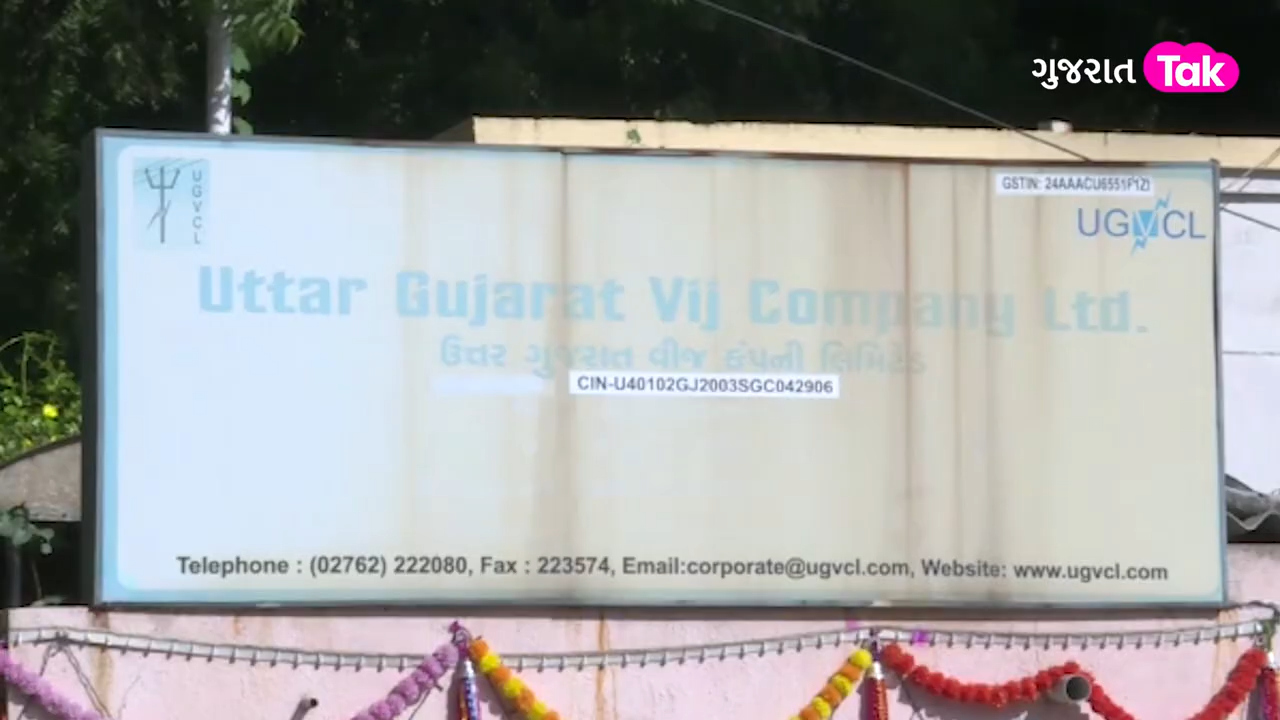 ગુજરાત Tak
GSTIN: 24AAACU6551F1ZI
UGVCL
UGVCL
Uttar Gujarat Vij Company Ltd.
ઉત્તર ગુજરાત વીજ કંપની લિમિટેડ
CIN-U40102GJ2003SGC042906
Telephone : (02762) 222080, Fax : 223574, Email:corporate@ugvcl.com, Website: www.ugvcl.com